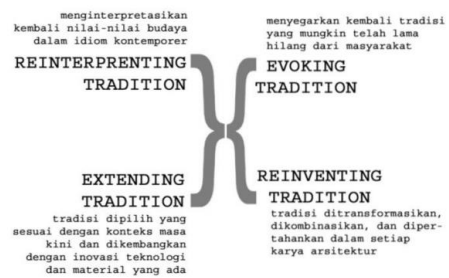 menginterpretasikan
kembali nilai-nilai budaya
dalam idiom kontemporer
REINTERPRENTING
TRADITION
menyegarkan kembali tradisi
yang mungkin telah lama
hilang dari masyarakat
EVOKING
TRADITION
EXTENDING
TRADITION
tradisi dipilih yang
sesuai dengan konteks masa
kini dan dikembangkan
dengan inovasi teknologi
dan material yang ada
REINVENTING
TRADITION
tradisi ditransformasikan,
dikombinasikan, dan diper-
tahankan dalam setiap
karya arsitektur